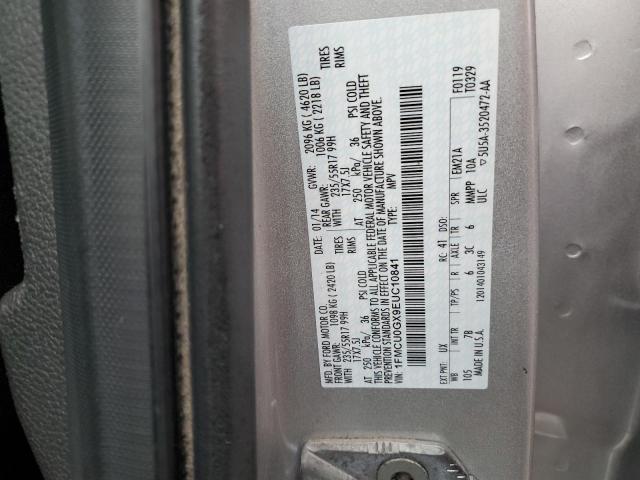 MFD. BY FORD MOTOR CO. DATE: 01/14 GVWR: 2096 KG ( 4620 LB)
FRONT GAWR: 1098 KG ( 2420 LB) REAR GAWR: 1006 KG ( 2218 LB)
WITH 235/55R17 99H TIRES WITH 235/55R17 99H TIRES
17X7.5J RIMS 17X7.5J RIMS
AT 250 kPa/ 36 PSI COLD AT 250 kPa/ 36 PSI COLD
THIS VEHICLE CONFORMS TO ALL APPLICABLE FEDERAL MOTOR VEHICLE SAFETY AND THEFT
PREVENTION STANDARDS IN EFFECT ON THE DATE OF MANUFACTURE SHOWN ABOVE.
VIN: 1FMCU0GX9EUC10841 TYPE: MPV
EXT PNT: UX RC: 41 DSO: F0119
WB INT TR TP/PS R AXLE TR SPR EM21A T0329
105 7B 6 3C 6 MMPP 10A
MADE IN U.S.A. 1201401043149 ULC 5U5A-3520472-AA